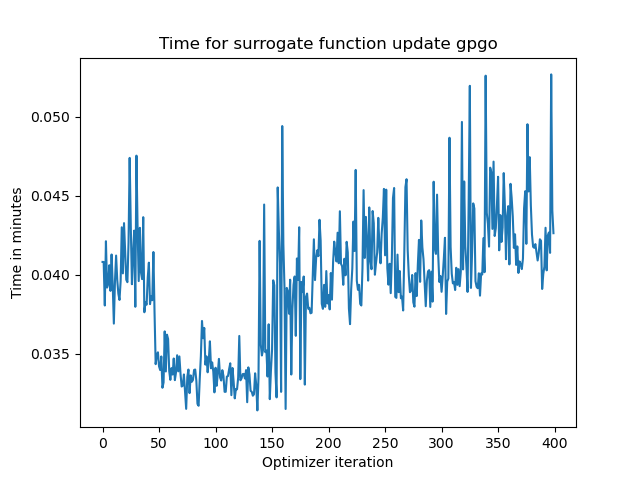 Time for surrogate function update gpgo
0.050
0.045
0.040
0.035
Time in minutes
0 50 100 150 200 250 300 350 400
Optimizer iteration